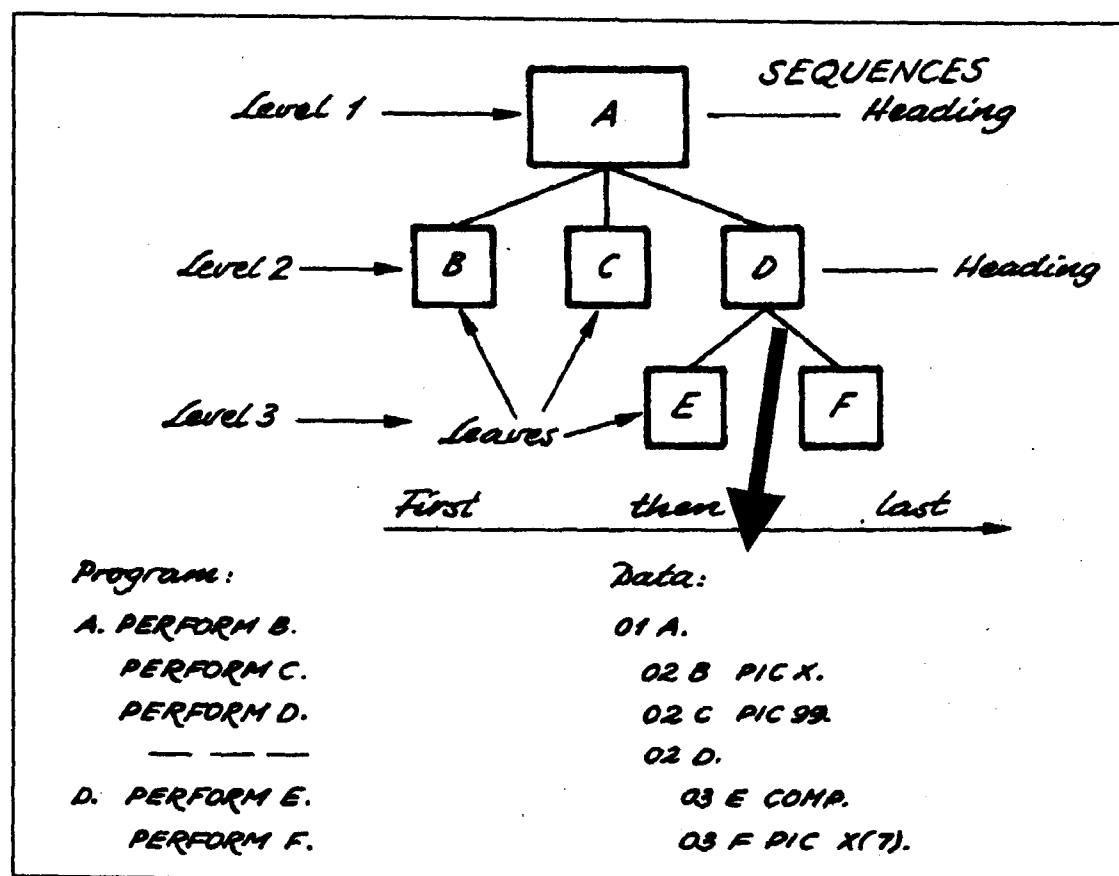 SEQUENCES
Level 1
A
Heading
Level 2
B
C
D
Heading
Level 3
Leaves
E
F
First then last
Program:
A. PERFORM B.
PERFORM C.
PERFORM D.
— — —
D. PERFORM E.
PERFORM F.
Data:
01 A.
02 B PIC X.
02 C PIC 99.
02 D.
03 E COMP.
03 F PIC X(7).